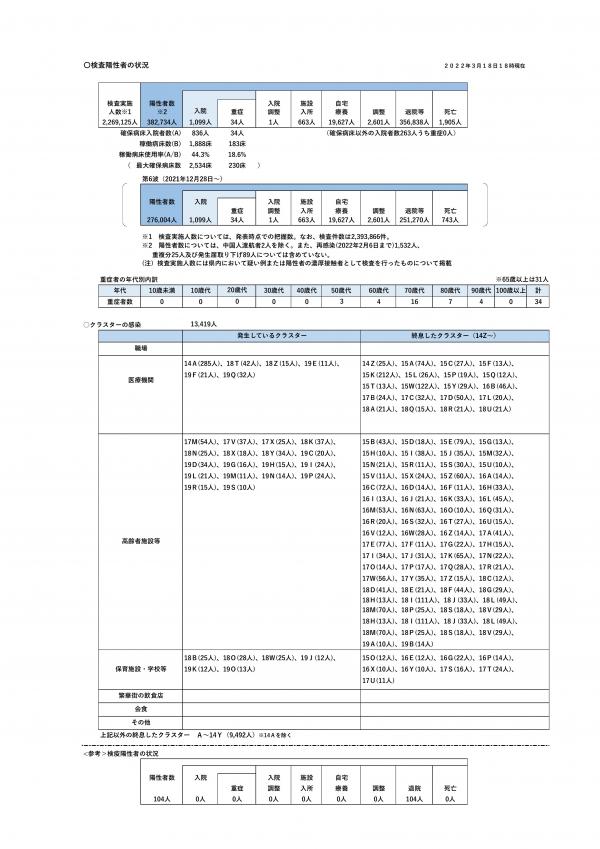 〇検査陽性者の状況
２０２２年３月１８日１８時現在
検査実施 人数※1 陽性者数 ※2 入院 重症 入院 調整 施設 入所 自宅 療養 調整 退院等 死亡
2,269,125人 382,734人 1,099人 34人 1人 663人 19,627人 2,601人 356,838人 1,905人
確保病床入院者数(A) 836人 34人 （確保病床以外の入院者数263人うち重症0人）
稼働病床数(B) 1,888床 183床
稼働病床使用率(A/B) 44.3% 18.6%
（ 最大確保病床数 2,534床 230床 ）
第6波（2021年12月28日～）
陽性者数 入院 重症 入院 調整 施設 入所 自宅 療養 調整 退院等 死亡
276,004人 1,099人 34人 1人 663人 19,627人 2,601人 251,270人 743人
※1 検査実施人数については、発表時点での把握数。なお、検査件数は2,393,866件。
※2 陽性者数については、中国人渡航者2人を除く。また、再感染(2022年2月6日まで)1,532人、
重複分25人及び発生届取り下げ89人については含めていない。
（注）検査実施人数には県内において疑い例または陽性者の濃厚接触者として検査を行ったものについて掲載
重症者の年代別内訳 ※65歳以上は31人
年代 10歳未満 10歳代 20歳代 30歳代 40歳代 50歳代 60歳代 70歳代 80歳代 90歳代 100歳以上 計
重症者数 0 0 0 0 0 3 4 16 7 4 0 34
○クラスターの感染 13,419人
発生しているクラスター 終息したクラスター（14Z～）
職場
医療機関
14A(285人)、18T(42人)、18Z(15人)、19E(11人)、
19F(21人)、19Q(32人)
14Z(25人)、15A(74人)、15C(27人)、15F(13人)、
15K(212人)、15L(26人)、15P(19人)、15Q(12人)、
15T(13人)、15W(122人)、15Y(29人)、16B(46人)、
17B(24人)、17C(32人)、17D(50人)、17L(20人)、
18A(21人)、18Q(15人)、18R(21人)、18U(21人)
高齢者施設等
17M(54人)、17V(37人)、17X(25人)、18K(37人)、
18N(25人)、18X(18人)、18Y(34人)、19C(20人)、
19D(34人)、19G(16人)、19H(15人)、19I(24人)、
19L(21人)、19M(11人)、19N(14人)、19P(24人)、
19R(15人)、19S(10人)
15B(43人)、15D(18人)、15E(79人)、15G(13人)、
15H(10人)、15I(38人)、15J(35人)、15M(32人)、
15N(21人)、15R(11人)、15S(30人)、15U(10人)、
15V(11人)、15X(24人)、15Z(60人)、16A(14人)、
16C(72人)、16D(14人)、16F(11人)、16H(33人)、
16I(13人)、16J(21人)、16K(33人)、16L(45人)、
16M(53人)、16N(63人)、16O(10人)、16Q(31人)、
16R(20人)、16S(32人)、16T(27人)、16U(15人)、
16V(12人)、16W(28人)、16Z(14人)、17A(41人)、
17E(77人)、17F(11人)、17G(22人)、17H(15人)、
17I(34人)、17J(31人)、17K(65人)、17N(22人)、
17O(14人)、17P(17人)、17Q(28人)、17R(21人)、
17W(56人)、17Y(35人)、17Z(15人)、18C(12人)、
18D(41人)、18E(21人)、18F(44人)、18G(29人)、
18H(13人)、18I(111人)、18J(33人)、18L(49人)、
18M(70人)、18P(25人)、18S(18人)、18V(29人)、
18H(13人)、18I(111人)、18J(33人)、18L(49人)、
18M(70人)、18P(25人)、18S(18人)、18V(29人)、
19A(10人)、19B(14人)
保育施設・学校等
18B(25人)、18O(28人)、18W(25人)、19J(12人)、
19K(12人)、19O(13人)
15O(12人)、16E(12人)、16G(22人)、16P(14人)、
16X(10人)、16Y(10人)、17S(16人)、17T(24人)、
17U(11人)
繁華街の飲食店
会食
その他
上記以外の終息したクラスター A～14Y（9,492人）※14Aを除く
<参考>検疫陽性者の状況
陽性者数 入院 重症 入院 調整 施設 入所 自宅 療養 調整 退院 死亡
104人 0人 0人 0人 0人 0人 0人 104人 0人